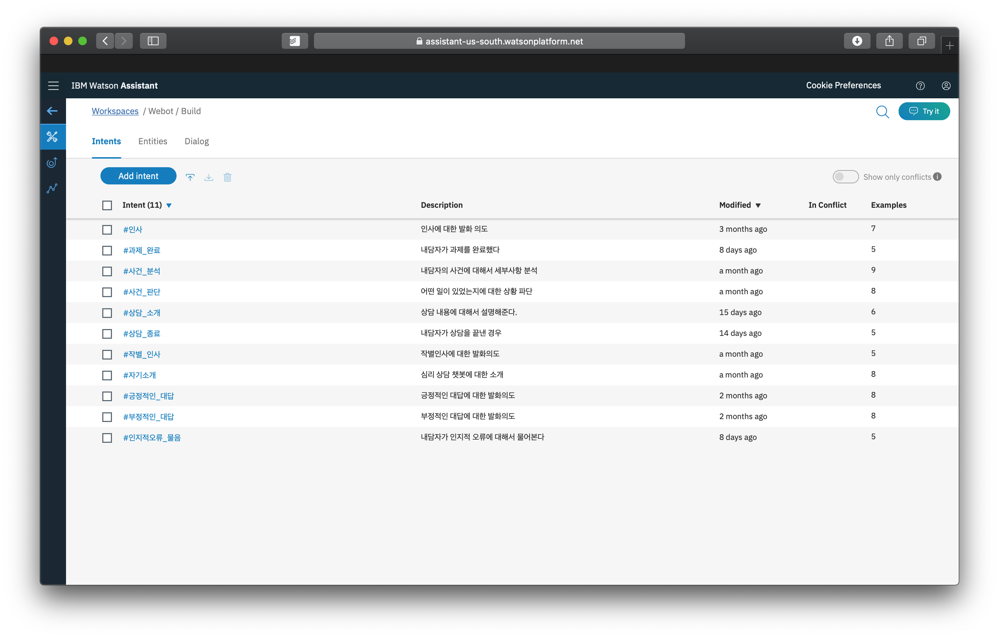 assistant-us-south.watsonplatform.net
IBM Watson Assistant
Cookie Preferences
Workspaces / Webot / Build
Try it
Intents Entities Dialog
Add intent
Show only conflicts
Intent (11) Description Modified In Conflict Examples
#인사 인사에 대한 발화 의도 3 months ago 7
#과제_완료 내담자가 과제를 완료했다 8 days ago 5
#사건_분석 내담자의 사건에 대해서 세부사항 분석 a month ago 9
#사건_판단 어떤 일이 있었는지에 대한 상황 파단 a month ago 8
#상담_소개 상담 내용에 대해서 설명해준다. 15 days ago 6
#상담_종료 내담자가 상담을 끝낸 경우 14 days ago 5
#작별_인사 작별인사에 대한 발화의도 a month ago 5
#자기소개 심리 상담 챗봇에 대한 소개 a month ago 8
#긍정적인_대답 긍정적인 대답에 대한 발화의도 2 months ago 8
#부정적인_대답 부정적인 대답에 대한 발화의도 2 months ago 8
#인지적오류_물음 내담자가 인지적 오류에 대해서 물어본다 8 days ago 5